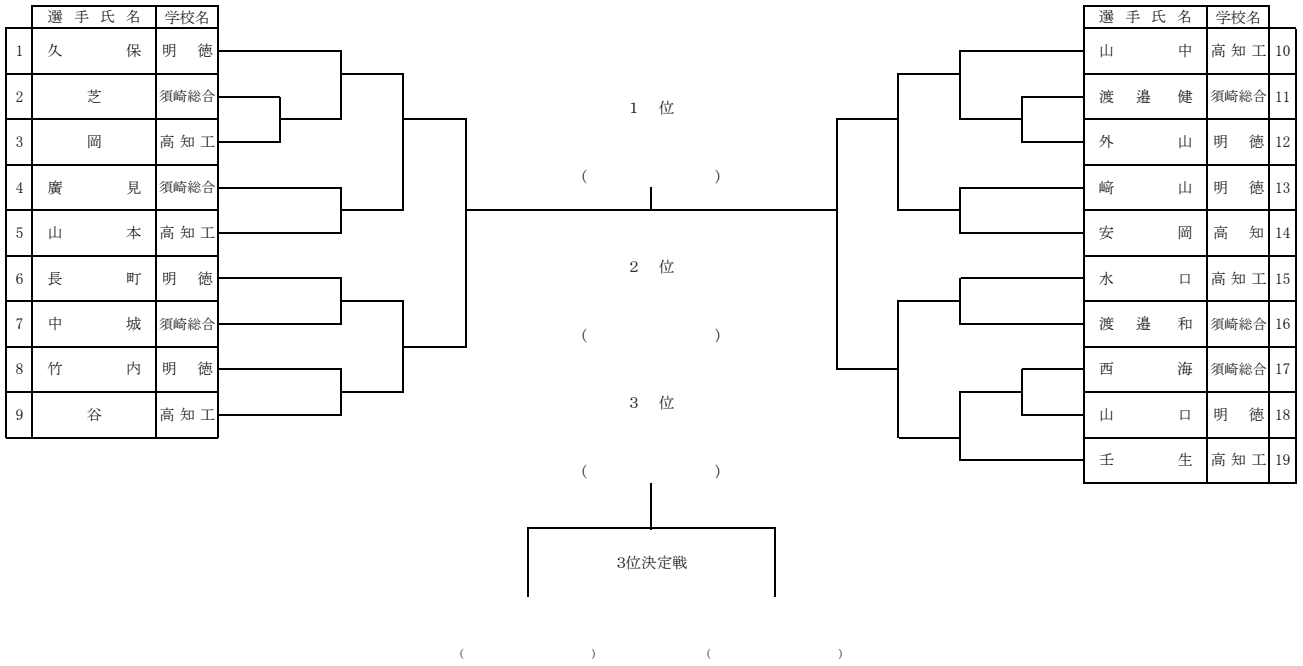 選手氏名 学校名
1 久保 明徳
2 芝 須崎総合
3 岡 高知工
4 廣見 須崎総合
5 山本 高知工
6 長町 明徳
7 中城 須崎総合
8 竹内 明徳
9 谷 高知工
1 位
( )
2 位
( )
3 位
( )
3位決定戦
( ) ( )
選手氏名 学校名
山中 高知工 10
渡邉健 須崎総合 11
外山 明徳 12
﨑山 明徳 13
安岡 高知 14
水口 高知工 15
渡邉和 須崎総合 16
西海 須崎総合 17
山口 明徳 18
壬生 高知工 19